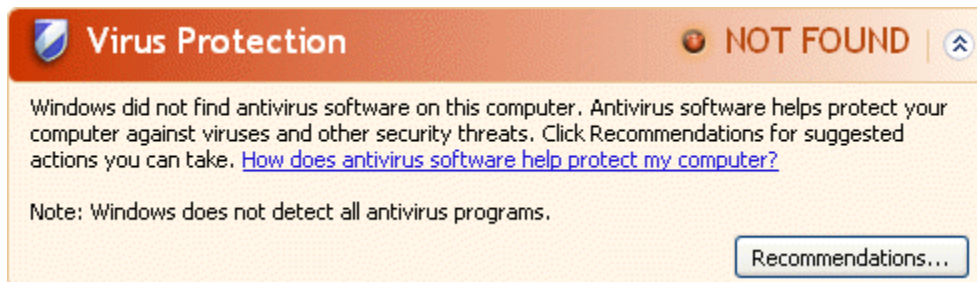 Virus Protection NOT FOUND
Windows did not find antivirus software on this computer. Antivirus software helps protect your
computer against viruses and other security threats. Click Recommendations for suggested
actions you can take. How does antivirus software help protect my computer?
Note: Windows does not detect all antivirus programs.
Recommendations...